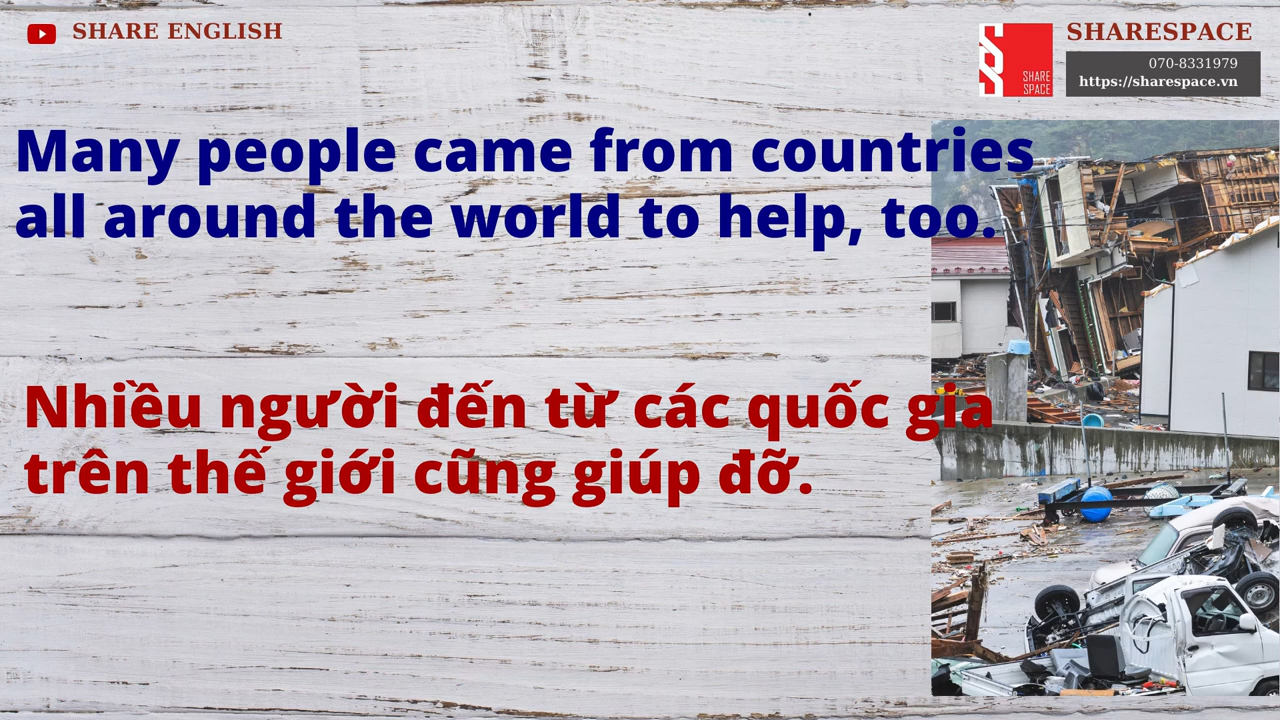 SHARE ENGLISH
SHARESPACE
SHARE
SPACE
070-8331979
https://sharespace.vn
Many people came from countries
all around the world to help, too.
Nhiều người đến từ các quốc gia
trên thế giới cũng giúp đỡ.